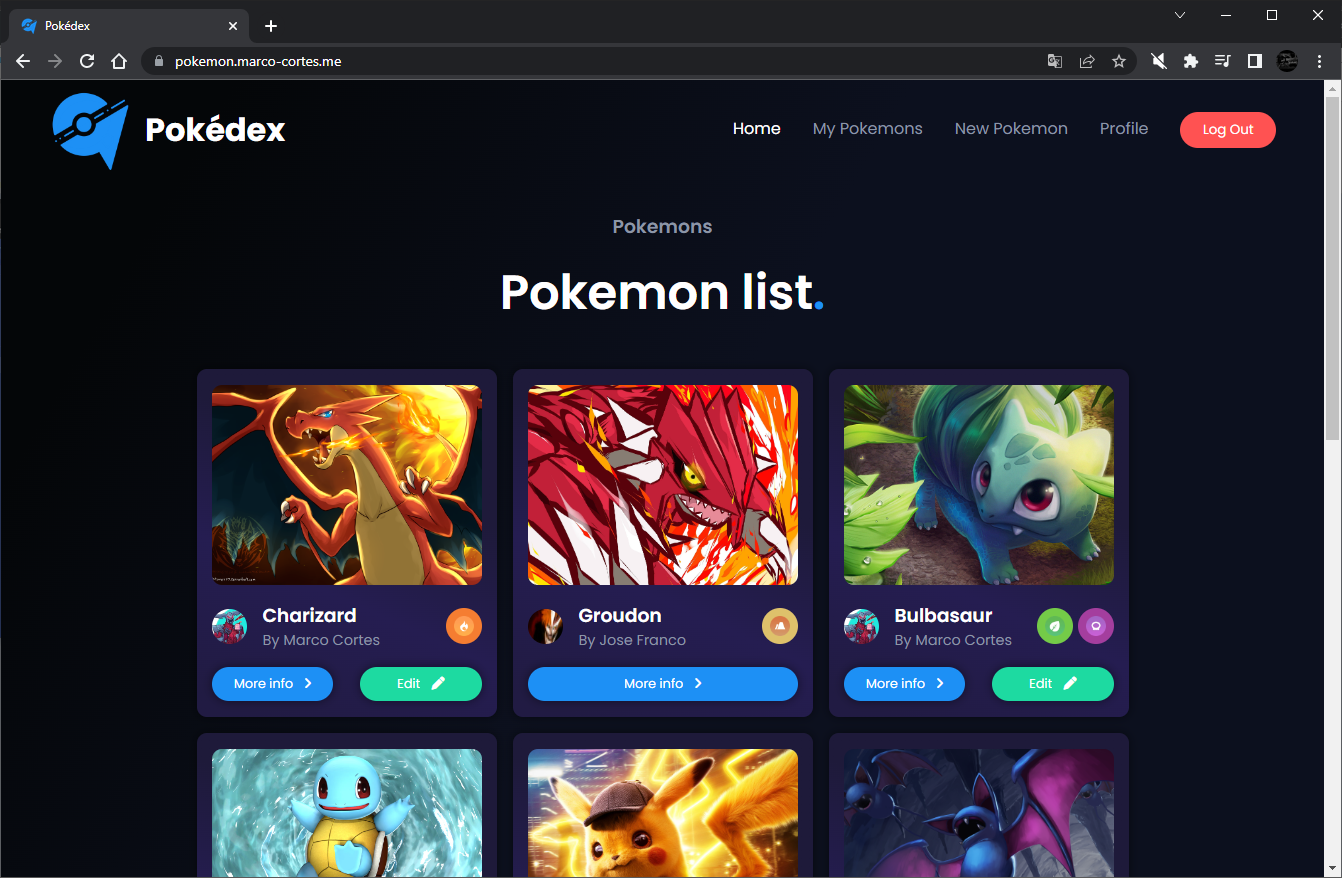 Pokédex
pokemon.marco-cortes.me
Pokédex
Home
My Pokemons
New Pokemon
Profile
Log Out
Pokemons
Pokemon list.
Charizard
By Marco Cortes
More info
Edit
Groudon
By Jose Franco
More info
Bulbasaur
By Marco Cortes
More info
Edit